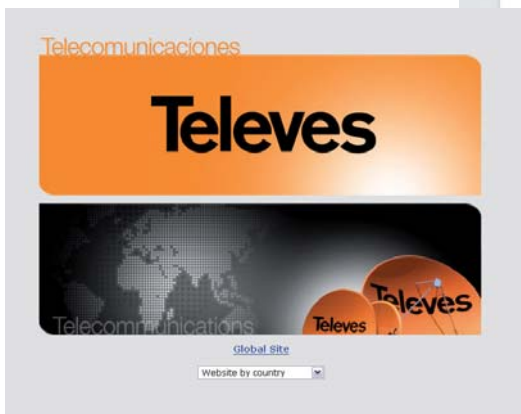 Telecomunicaciones
Televes
Televes
Televes
Telecommunications
Global Site
Website by country